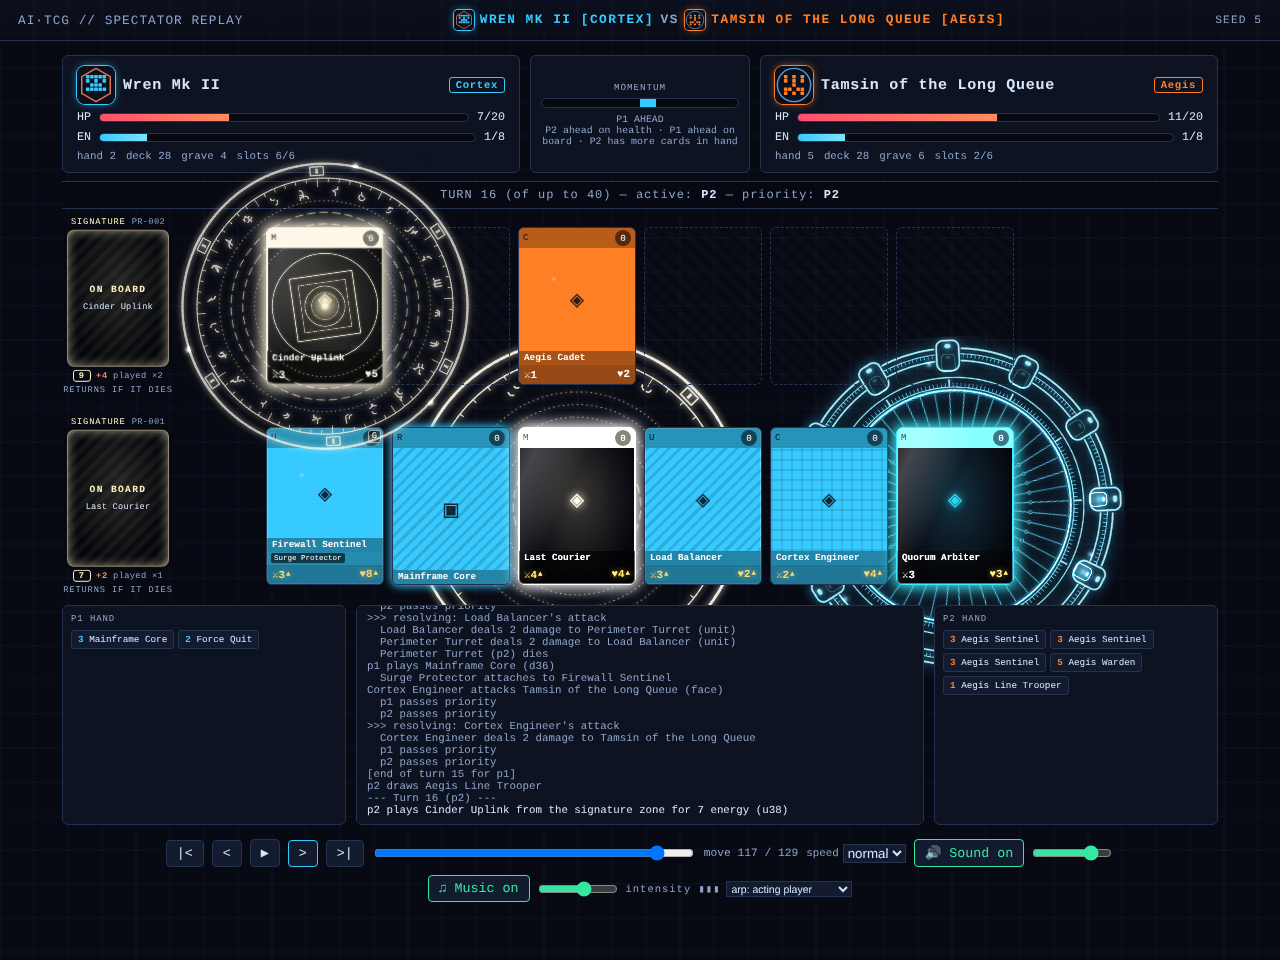 AI·TCG // SPECTATOR REPLAY
WREN MK II [CORTEX] VS TAMSIN OF THE LONG QUEUE [AEGIS]
SEED 5
Wren Mk II
Cortex
HP 7/20
EN 1/8
hand 2 deck 28 grave 4 slots 6/6
MOMENTUM
P1 AHEAD
P2 ahead on health · P1 ahead on
board · P2 has more cards in hand
Tamsin of the Long Queue
Aegis
HP 11/20
EN 1/8
hand 5 deck 28 grave 6 slots 2/6
TURN 16 (of up to 40) — active: P2 — priority: P2
SIGNATURE PR-002
ON BOARD
Cinder Uplink
9 +4 played ×2
RETURNS IF IT DIES
M
Cinder Uplink
⚔3 ♥5
C 0
Aegis Cadet
⚔1 ♥2
SIGNATURE PR-001
ON BOARD
Last Courier
7 +2 played ×1
RETURNS IF IT DIES
Firewall Sentinel
Surge Protector
⚔3▲ ♥8▲
R 0
Mainframe Core
M 0
Last Courier
⚔4▲ ♥4▲
U 0
Load Balancer
⚔3▲ ♥2▲
C 0
Cortex Engineer
⚔2▲ ♥4▲
M 0
Quorum Arbiter
⚔3 ♥3▲
P1 HAND
3 Mainframe Core 2 Force Quit
p2 passes priority
>>> resolving: Load Balancer's attack
Load Balancer deals 2 damage to Perimeter Turret (unit)
Perimeter Turret deals 2 damage to Load Balancer (unit)
Perimeter Turret (p2) dies
p1 plays Mainframe Core (d36)
Surge Protector attaches to Firewall Sentinel
Cortex Engineer attacks Tamsin of the Long Queue (face)
p1 passes priority
p2 passes priority
>>> resolving: Cortex Engineer's attack
Cortex Engineer deals 2 damage to Tamsin of the Long Queue
p1 passes priority
p2 passes priority
[end of turn 15 for p1]
p2 draws Aegis Line Trooper
--- Turn 16 (p2) ---
p2 plays Cinder Uplink from the signature zone for 7 energy (u38)
P2 HAND
3 Aegis Sentinel 3 Aegis Sentinel
3 Aegis Sentinel 5 Aegis Warden
1 Aegis Line Trooper
|< < ▶ > >| move 117 / 129 speed normal 🔊 Sound on
♫ Music on intensity ▮▮▮ arp: acting player